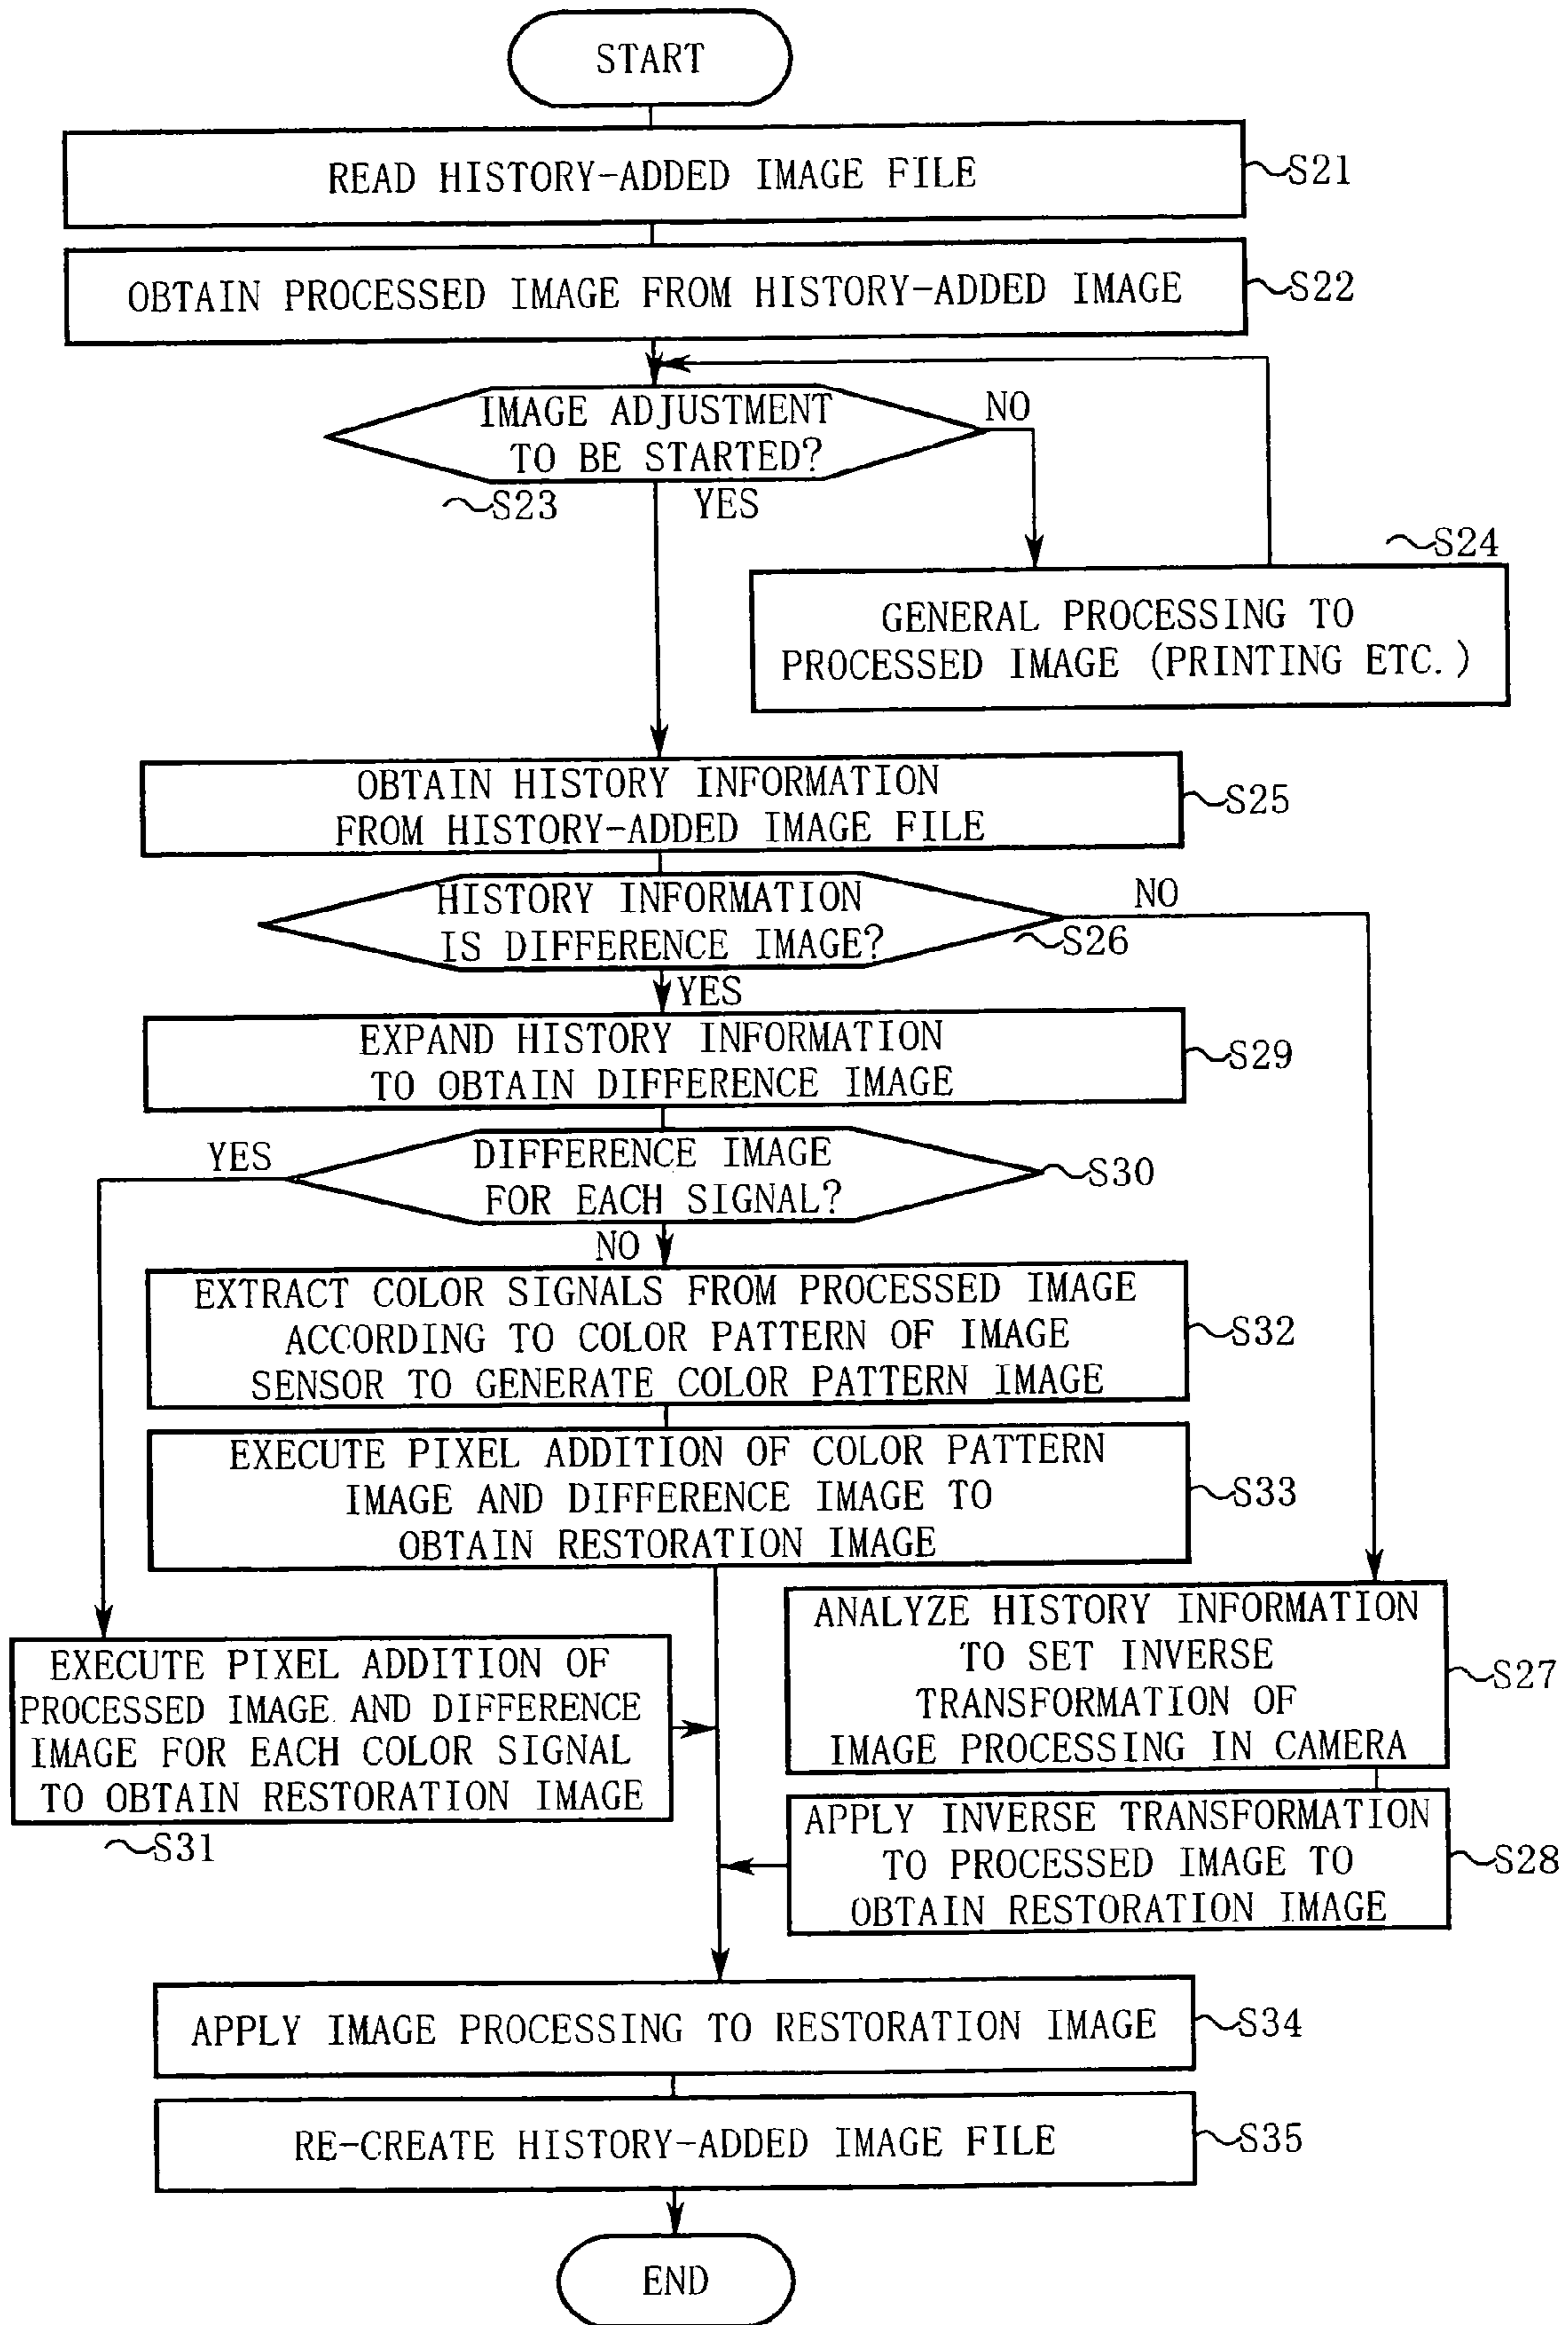 START
READ HISTORY-ADDED IMAGE FILE
S21
OBTAIN PROCESSED IMAGE FROM HISTORY-ADDED IMAGE
S22
IMAGE ADJUSTMENT
TO BE STARTED?
NO
S23
YES
S24
GENERAL PROCESSING TO
PROCESSED IMAGE (PRINTING ETC.)
OBTAIN HISTORY INFORMATION
FROM HISTORY-ADDED IMAGE FILE
S25
HISTORY INFORMATION
IS DIFFERENCE IMAGE?
NO
S26
YES
EXPAND HISTORY INFORMATION
TO OBTAIN DIFFERENCE IMAGE
S29
YES
DIFFERENCE IMAGE
FOR EACH SIGNAL?
S30
NO
EXTRACT COLOR SIGNALS FROM PROCESSED IMAGE
ACCORDING TO COLOR PATTERN OF IMAGE
SENSOR TO GENERATE COLOR PATTERN IMAGE
S32
EXECUTE PIXEL ADDITION OF COLOR PATTERN
IMAGE AND DIFFERENCE IMAGE TO
OBTAIN RESTORATION IMAGE
S33
ANALYZE HISTORY INFORMATION
TO SET INVERSE
TRANSFORMATION OF
IMAGE PROCESSING IN CAMERA
S27
EXECUTE PIXEL ADDITION OF
PROCESSED IMAGE AND DIFFERENCE
IMAGE FOR EACH COLOR SIGNAL
TO OBTAIN RESTORATION IMAGE
S31
APPLY INVERSE TRANSFORMATION
TO PROCESSED IMAGE TO
OBTAIN RESTORATION IMAGE
S28
APPLY IMAGE PROCESSING TO RESTORATION IMAGE
S34
RE-CREATE HISTORY-ADDED IMAGE FILE
S35
END